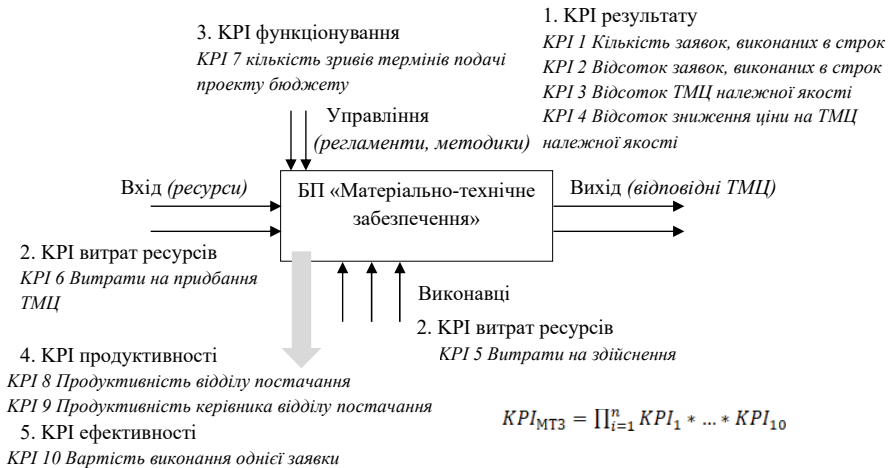 1. KPI результату
KPI 1 Кількість заявок, виконаних в строк
KPI 2 Відсоток заявок, виконаних в строк
KPI 3 Відсоток ТМЦ належної якості
KPI 4 Відсоток зниження ціни на ТМЦ
належної якості
3. KPI функціонування
KPI 7 кількість зривів термінів подачі
проекту бюджету
Управління
(регламенти, методики)
Вхід (ресурси)
БП «Матеріально-технічне
забезпечення»
Вихід (відповідні ТМЦ)
2. KPI витрат ресурсів
KPI 6 Витрати на придбання
ТМЦ
Виконавці
2. KPI витрат ресурсів
KPI 5 Витрати на здійснення
4. KPI продуктивності
KPI 8 Продуктивність відділу постачання
KPI 9 Продуктивність керівника відділу постачання
5. KPI ефективності
KPI 10 Вартість виконання однієї заявки
KPI_МТЗ = ∏_{i=1}^{n} KPI_1 * … * KPI_10